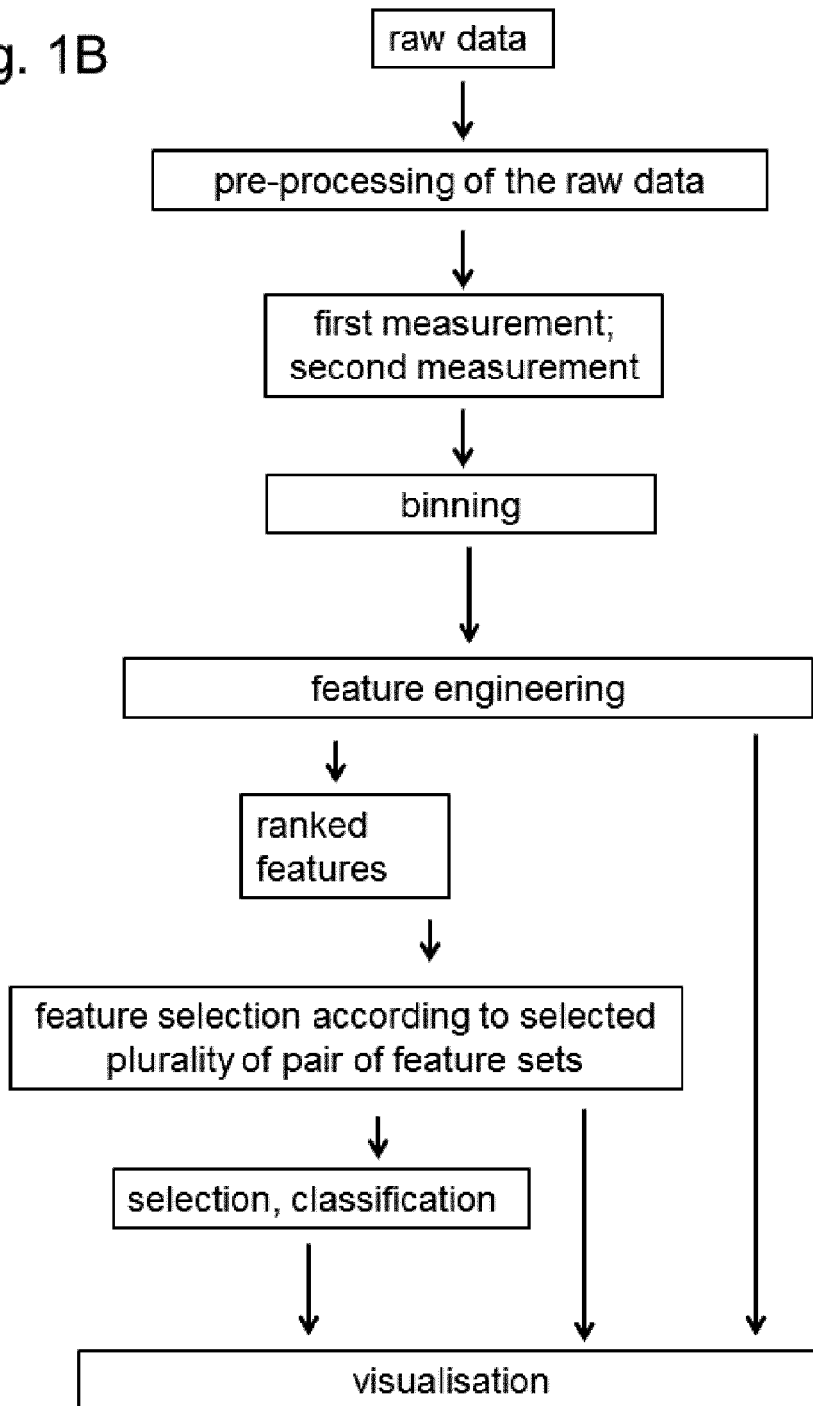 g. 1B
raw data
pre-processing of the raw data
first measurement;
second measurement
binning
feature engineering
ranked
features
feature selection according to selected
plurality of pair of feature sets
selection, classification
visualisation